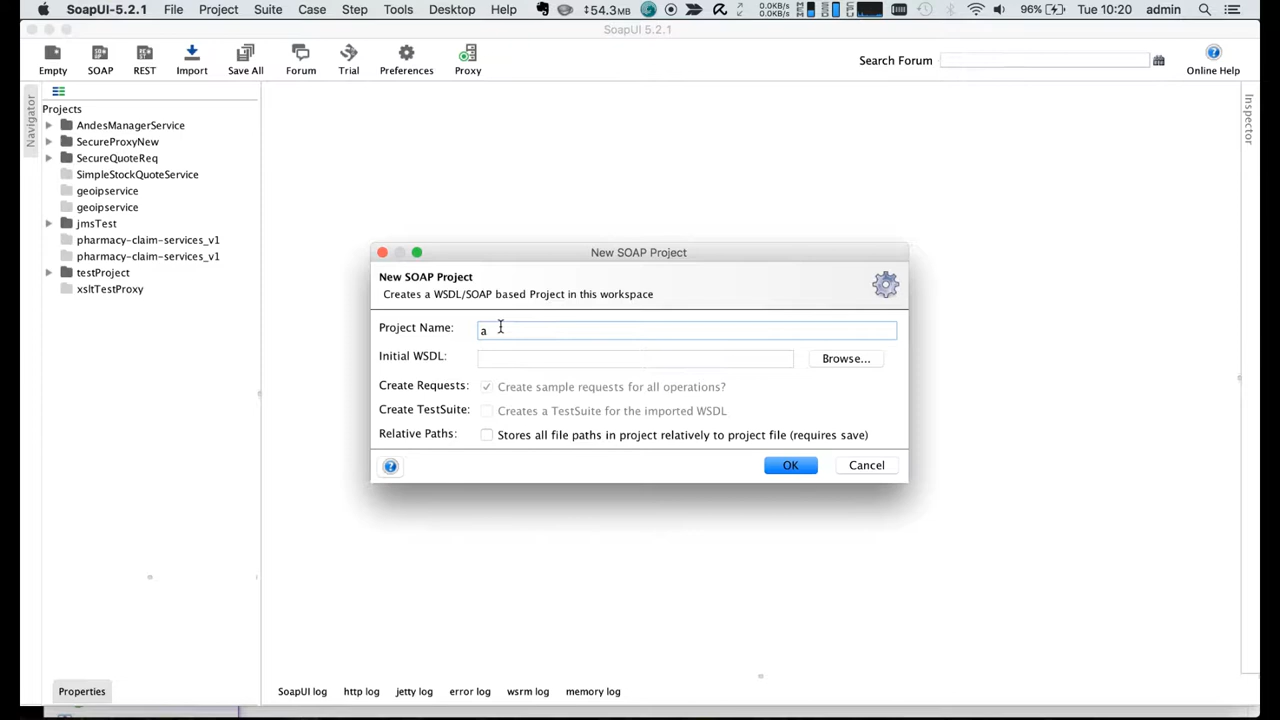 SoapUI-5.2.1 File Project Suite Case Step Tools Desktop Help 54.3MB 0.0KB/s 0.0KB/s 96% Tue 10:20 admin
SoapUI 5.2.1
Empty SOAP REST Import Save All Forum Trial Preferences Proxy Search Forum Online Help
Navigator
Inspector
Projects
AndesManagerService
SecureProxyNew
SecureQuoteReq
SimpleStockQuoteService
geoipservice
geoipservice
jmsTest
pharmacy-claim-services_v1
pharmacy-claim-services_v1
testProject
xsltTestProxy
New SOAP Project
New SOAP Project
Creates a WSDL/SOAP based Project in this workspace
Project Name: a
Initial WSDL: Browse...
Create Requests: Create sample requests for all operations?
Create TestSuite: Creates a TestSuite for the imported WSDL
Relative Paths: Stores all file paths in project relatively to project file (requires save)
? OK Cancel
Properties SoapUI log http log jetty log error log wsrm log memory log